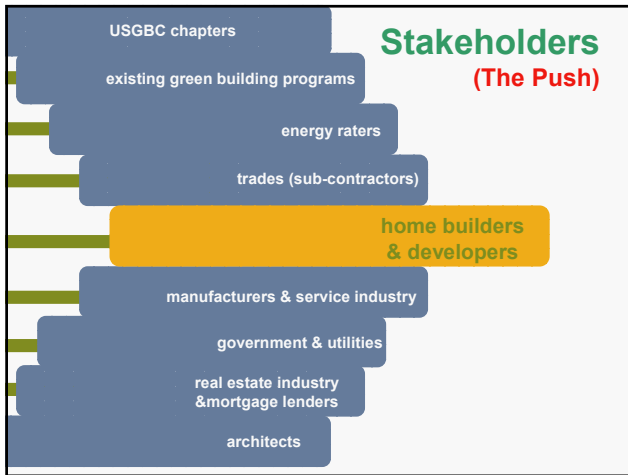 USGBC chapters
Stakeholders
(The Push)
existing green building programs
energy raters
trades (sub-contractors)
home builders
& developers
manufacturers & service industry
government & utilities
real estate industry
&mortgage lenders
architects